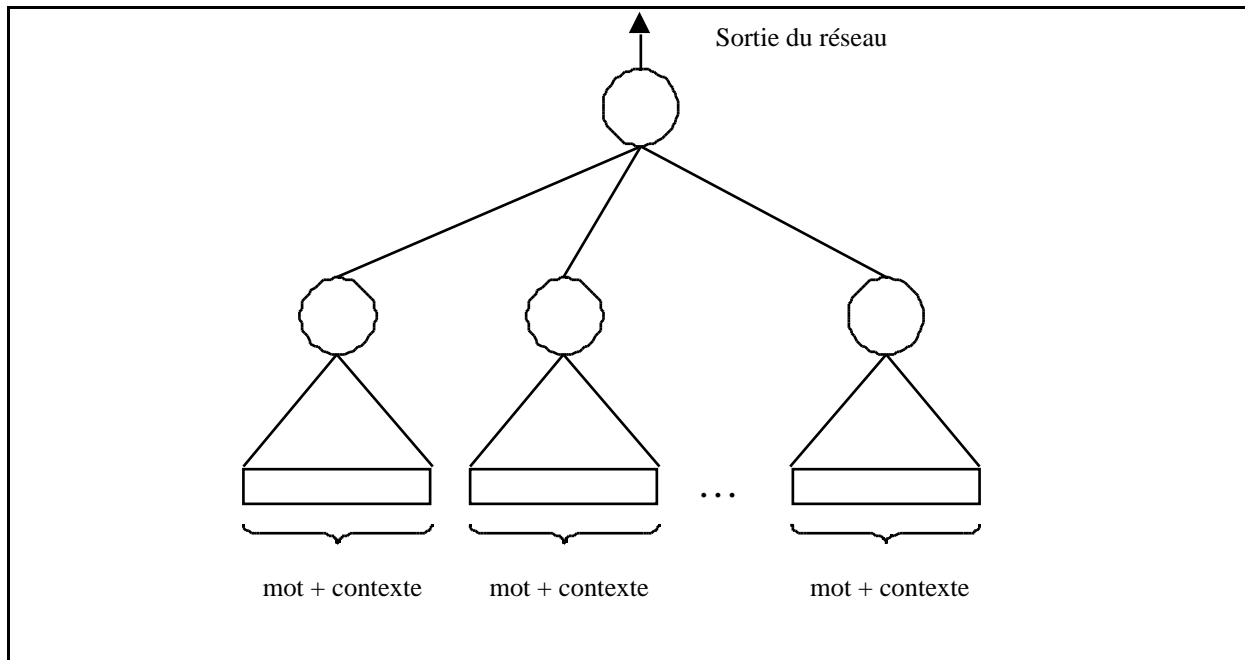 Sortie du réseau
…
mot + contexte
mot + contexte
mot + contexte